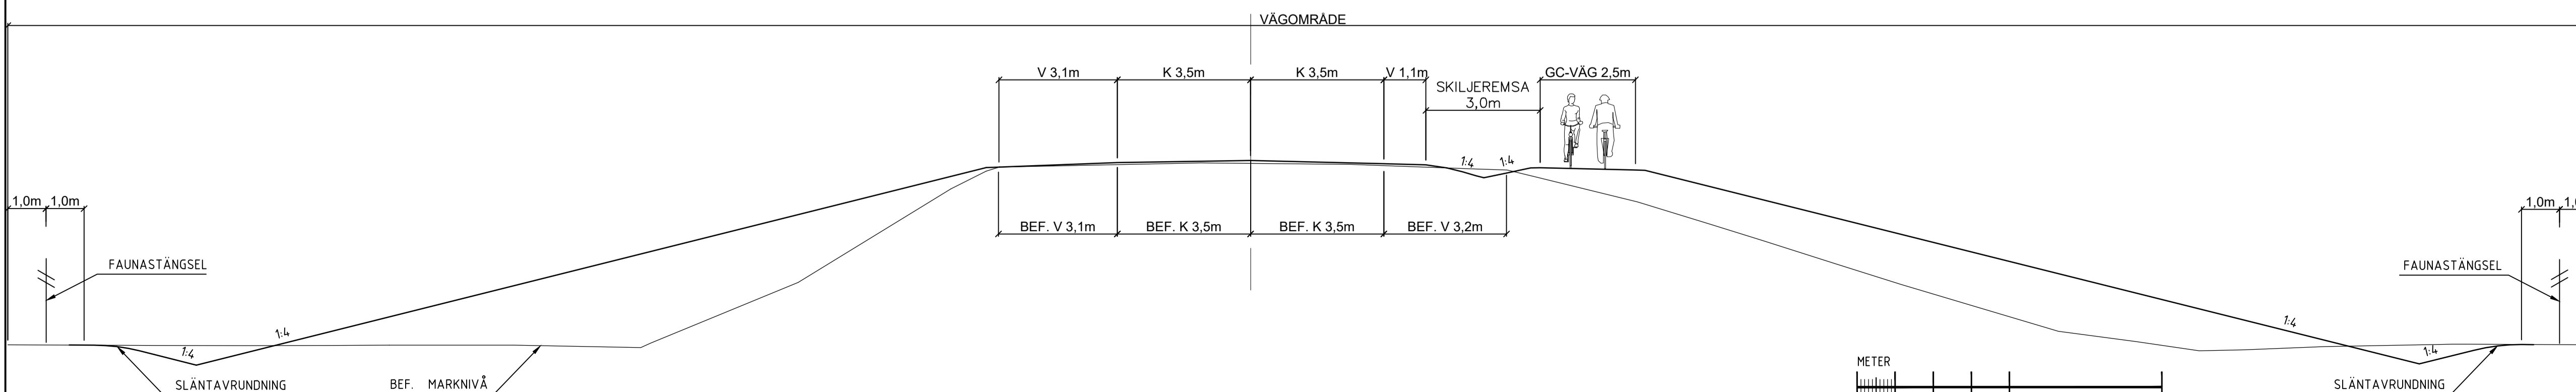 VÄGOMRÅDE
V 3,1m
K 3,5m
K 3,5m
V 1,1m
GC-VÄG 2,5m
SKILJEREMSA
3,0m
1:4
1:4
1,0m
1,0m
1,0m
BEF. V 3,1m
BEF. K 3,5m
BEF. K 3,5m
BEF. V 3,2m
FAUNASTÄNGSEL
FAUNASTÄNGSEL
1:4
1:4
1:4
1:4
METER
SLÄNTAVRUNDNING
BEF. MARKNIVÅ
SLÄNTAVRUNDNING